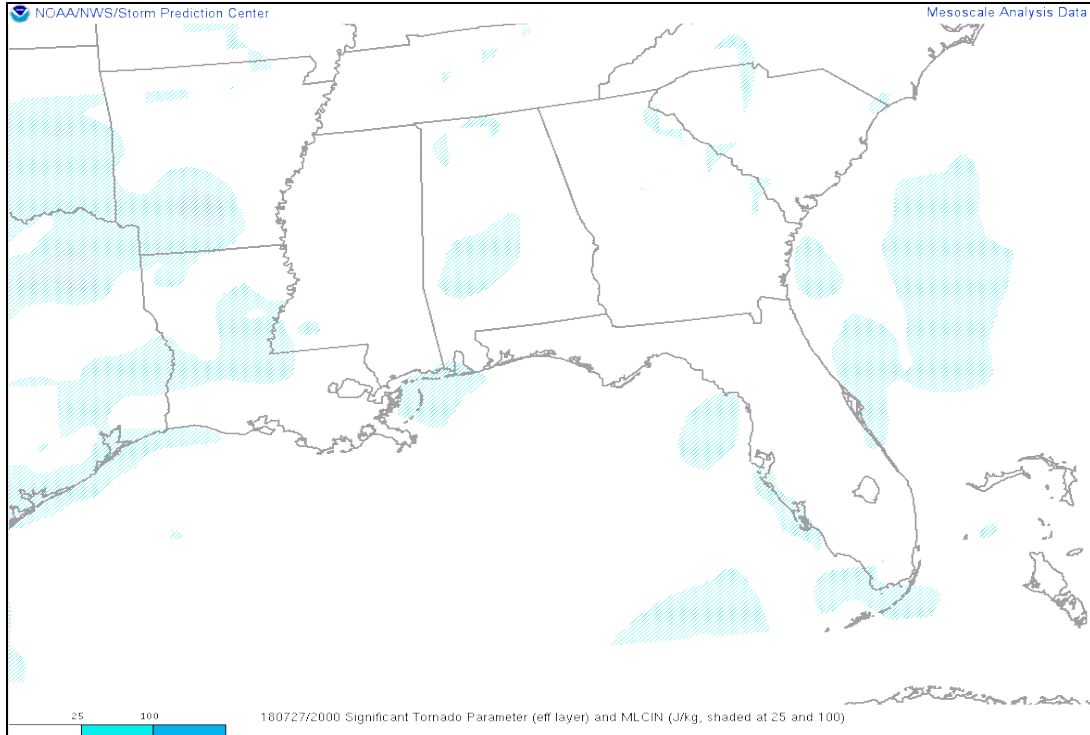 NOAA/NWS/Storm Prediction Center
Mesoscale Analysis Data
25 100
180727/2000 Significant Tornado Parameter (eff layer) and MLCIN (J/kg, shaded at 25 and 100)